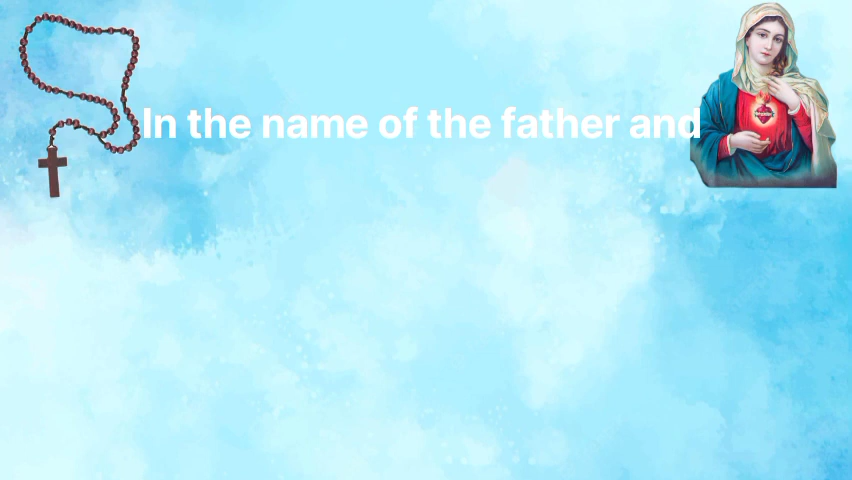 In the name of the father and